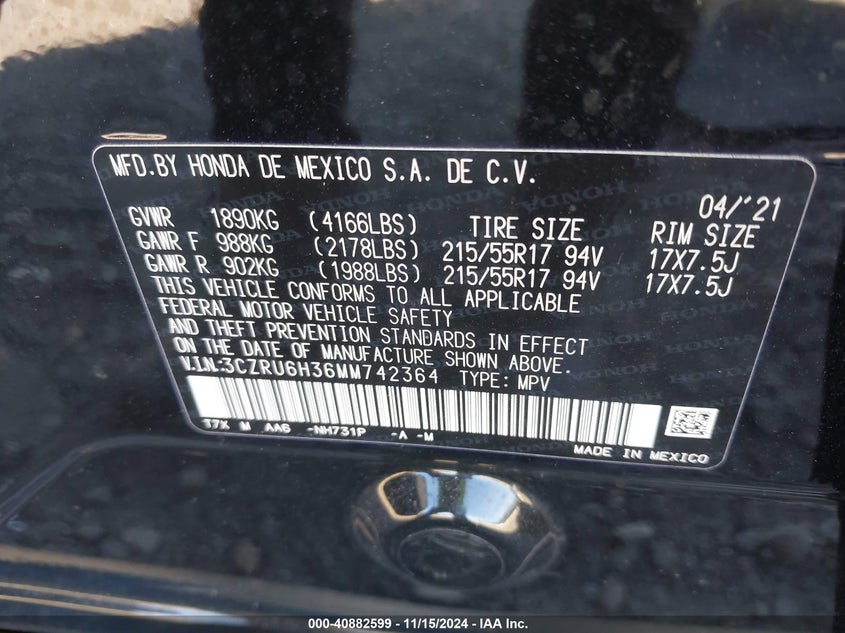 MFD.BY HONDA DE MEXICO S.A. DE C.V.
04/'21
GVWR 1890KG (4166LBS) TIRE SIZE RIM SIZE
GAWR F 988KG (2178LBS) 215/55R17 94V 17X7.5J
GAWR R 902KG (1988LBS) 215/55R17 94V 17X7.5J
THIS VEHICLE CONFORMS TO ALL APPLICABLE
FEDERAL MOTOR VEHICLE SAFETY
AND THEFT PREVENTION STANDARDS IN EFFECT
ON THE DATE OF MANUFACTURE SHOWN ABOVE.
V.I.N:3CZRU6H36MM742364 TYPE: MPV
T7X M AA6 -NH731P -A -M
MADE IN MEXICO
000-40882599 - 11/15/2024 - IAA Inc.